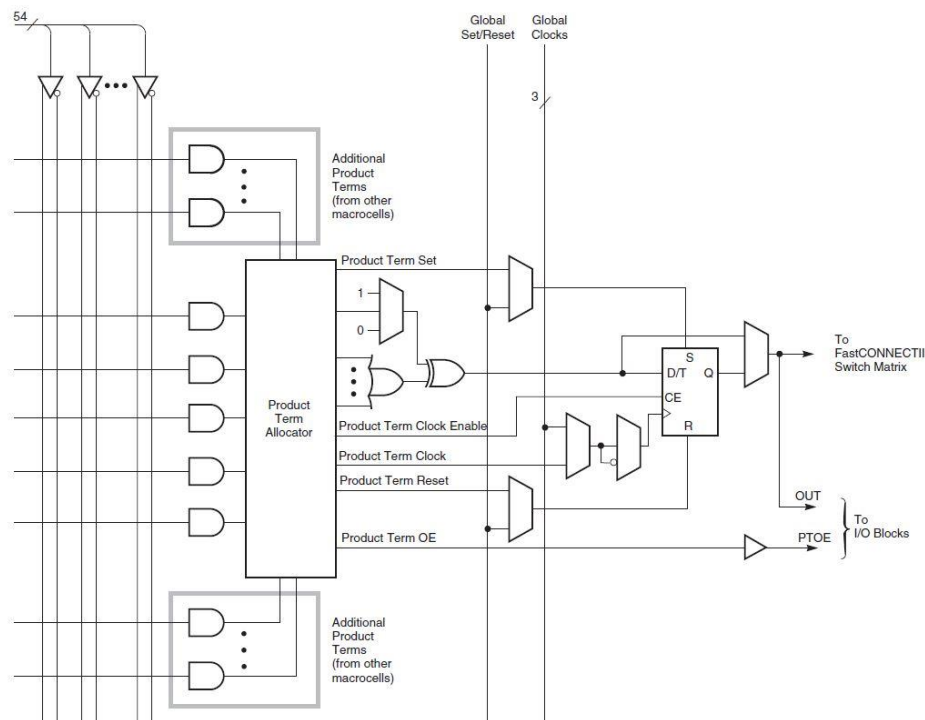 54
Global
Set/Reset
Global
Clocks
3
Additional
Product
Terms
(from other
macrocells)
Product Term Set
1
0
To
FastCONNECTII
Switch Matrix
S
D/T
Q
CE
R
Product
Term
Allocator
Product Term Clock Enable
Product Term Clock
Product Term Reset
OUT
To
I/O Blocks
PTOE
Product Term OE
Additional
Product
Terms
(from other
macrocells)